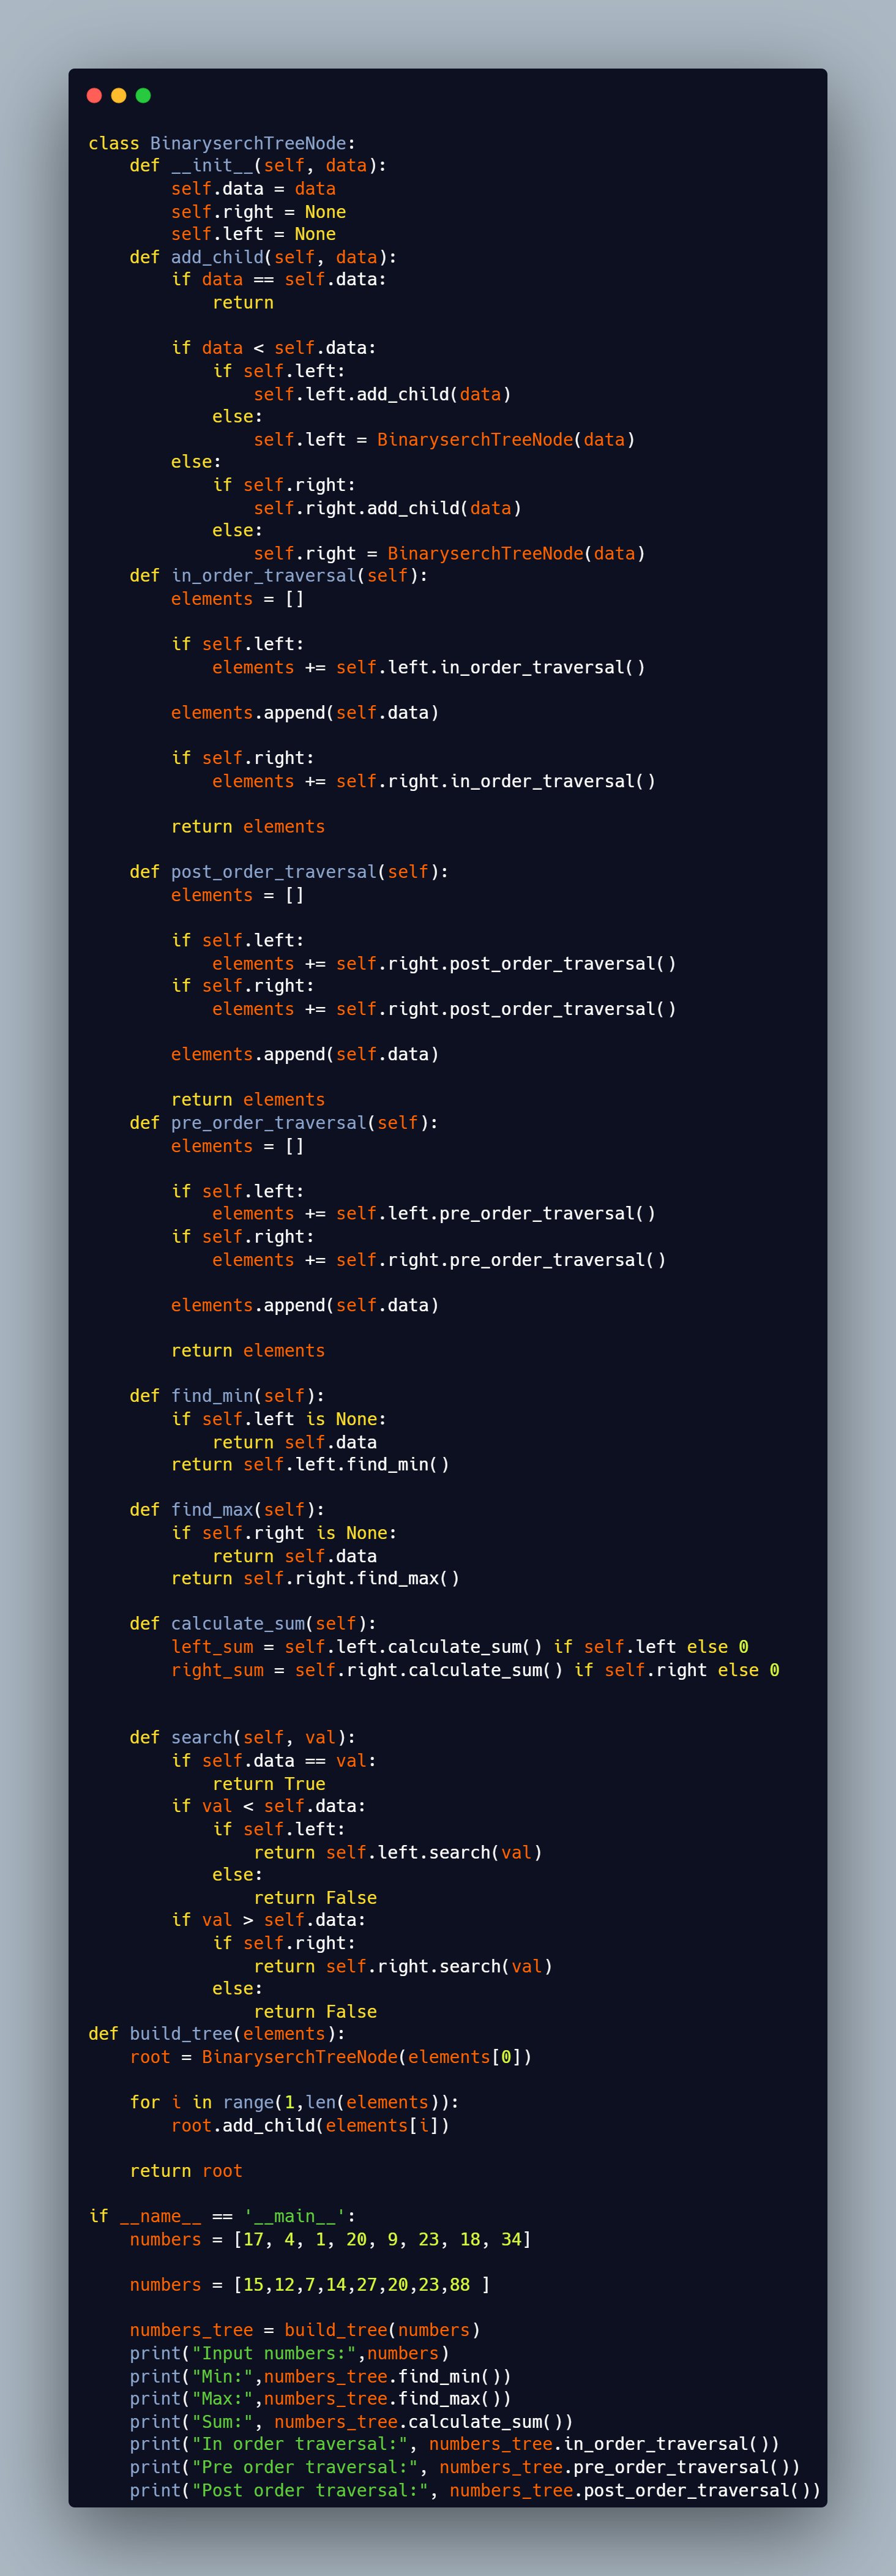 class BinaryserchTreeNode:
    def __init__(self, data):
        self.data = data
        self.right = None
        self.left = None
    def add_child(self, data):
        if data == self.data:
            return

        if data < self.data:
            if self.left:
                self.left.add_child(data)
            else:
                self.left = BinaryserchTreeNode(data)
        else:
            if self.right:
                self.right.add_child(data)
            else:
                self.right = BinaryserchTreeNode(data)
    def in_order_traversal(self):
        elements = []

        if self.left:
            elements += self.left.in_order_traversal()

        elements.append(self.data)

        if self.right:
            elements += self.right.in_order_traversal()

        return elements

    def post_order_traversal(self):
        elements = []

        if self.left:
            elements += self.right.post_order_traversal()
        if self.right:
            elements += self.right.post_order_traversal()

        elements.append(self.data)

        return elements
    def pre_order_traversal(self):
        elements = []

        if self.left:
            elements += self.left.pre_order_traversal()
        if self.right:
            elements += self.right.pre_order_traversal()

        elements.append(self.data)

        return elements

    def find_min(self):
        if self.left is None:
            return self.data
        return self.left.find_min()

    def find_max(self):
        if self.right is None:
            return self.data
        return self.right.find_max()

    def calculate_sum(self):
        left_sum = self.left.calculate_sum() if self.left else 0
        right_sum = self.right.calculate_sum() if self.right else 0


    def search(self, val):
        if self.data == val:
            return True
        if val < self.data:
            if self.left:
                return self.left.search(val)
            else:
                return False
        if val > self.data:
            if self.right:
                return self.right.search(val)
            else:
                return False
def build_tree(elements):
    root = BinaryserchTreeNode(elements[0])

    for i in range(1,len(elements)):
        root.add_child(elements[i])

    return root

if __name__ == '__main__':
    numbers = [17, 4, 1, 20, 9, 23, 18, 34]

    numbers = [15,12,7,14,27,20,23,88 ]

    numbers_tree = build_tree(numbers)
    print("Input numbers:",numbers)
    print("Min:",numbers_tree.find_min())
    print("Max:",numbers_tree.find_max())
    print("Sum:", numbers_tree.calculate_sum())
    print("In order traversal:", numbers_tree.in_order_traversal())
    print("Pre order traversal:", numbers_tree.pre_order_traversal())
    print("Post order traversal:", numbers_tree.post_order_traversal())